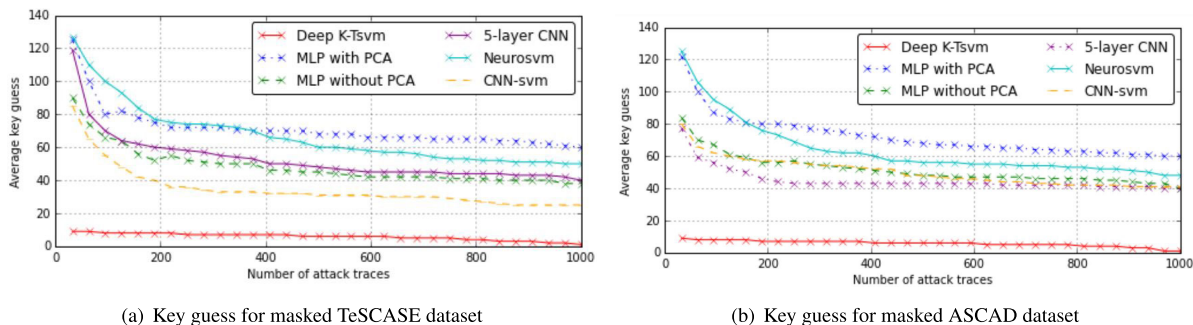 140
120
100
80
60
40
20
0
Average key guess
Deep K-Tsvm
MLP with PCA
MLP without PCA
5-layer CNN
Neurosvm
CNN-svm
0 200 400 600 800 1000
Number of attack traces
(a) Key guess for masked TeSCASE dataset
140
120
100
80
60
40
20
0
Average key guess
Deep K-Tsvm
MLP with PCA
MLP without PCA
5-layer CNN
Neurosvm
CNN-svm
0 200 400 600 800 1000
Number of attack traces
(b) Key guess for masked ASCAD dataset